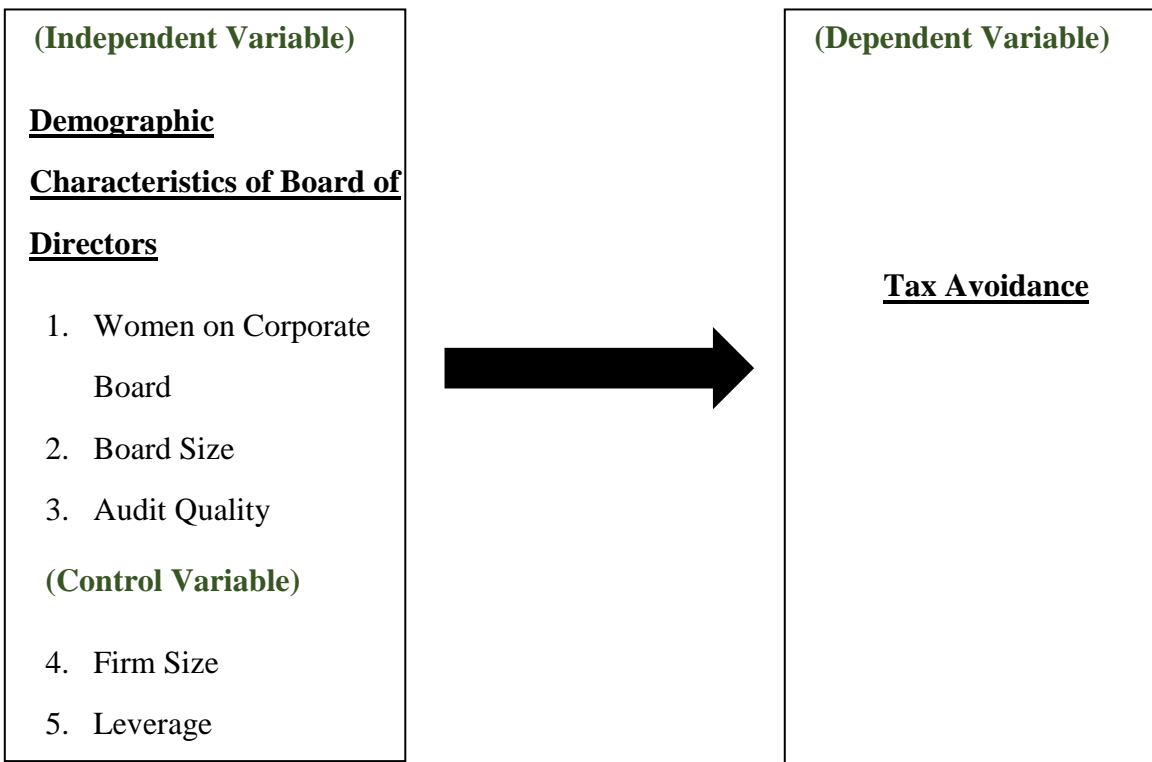 (Independent Variable)
Demographic
Characteristics of Board of
Directors
1. Women on Corporate
Board
2. Board Size
3. Audit Quality
(Control Variable)
4. Firm Size
5. Leverage
(Dependent Variable)
Tax Avoidance